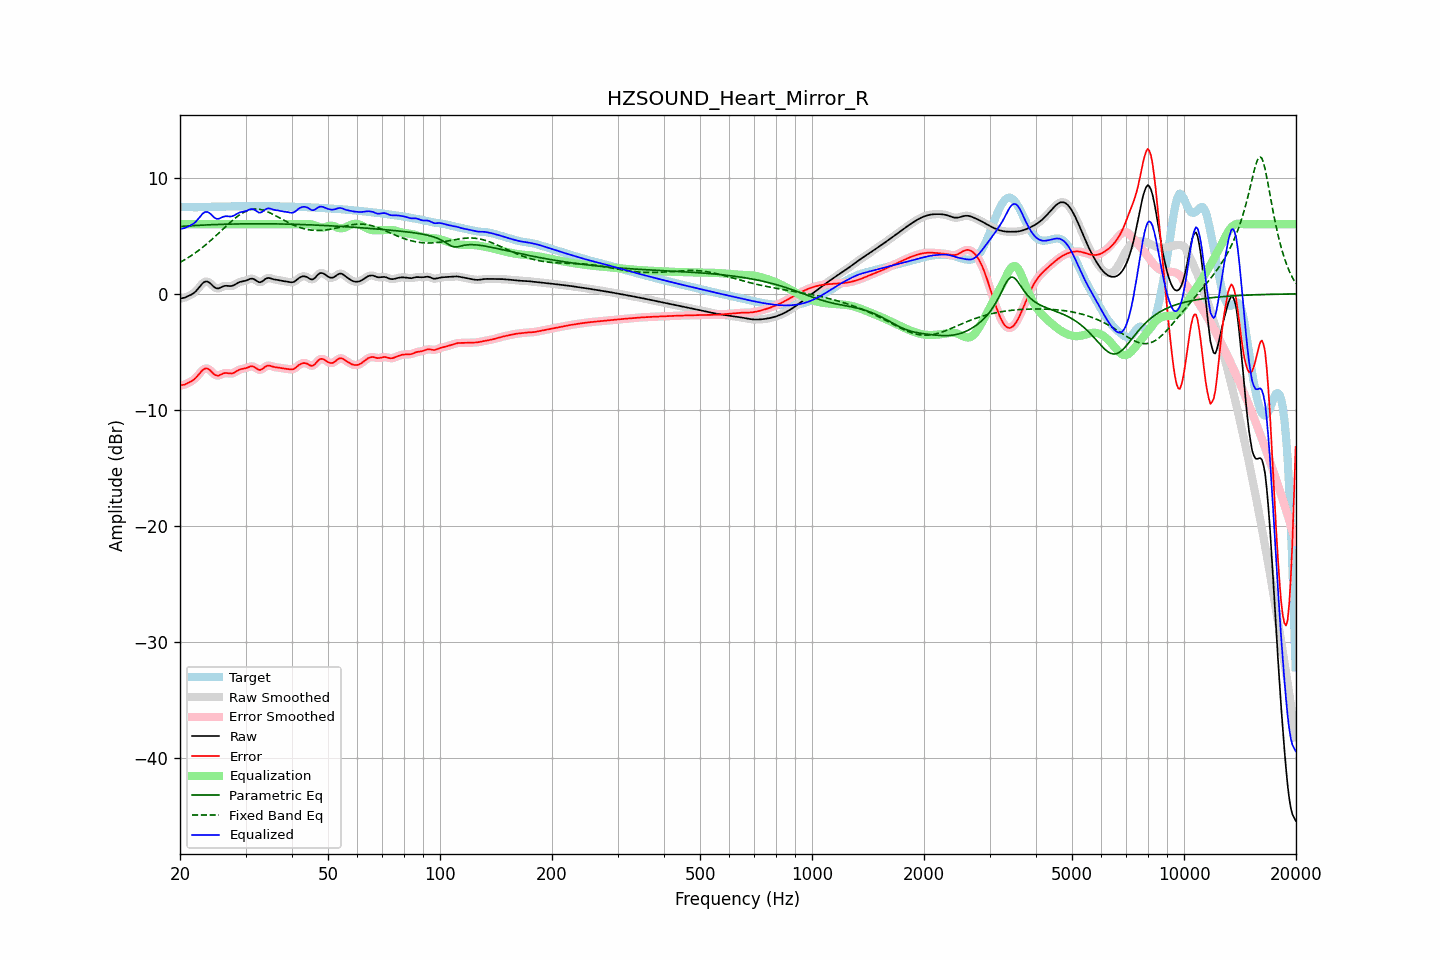 HZSOUND_Heart_Mirror_R
10
0
−10
−20
−30
−40
Amplitude (dBr)
Target
Raw Smoothed
Error Smoothed
Raw
Error
Equalization
Parametric Eq
Fixed Band Eq
Equalized
20 50 100 200 500 1000 2000 5000 10000 20000
Frequency (Hz)